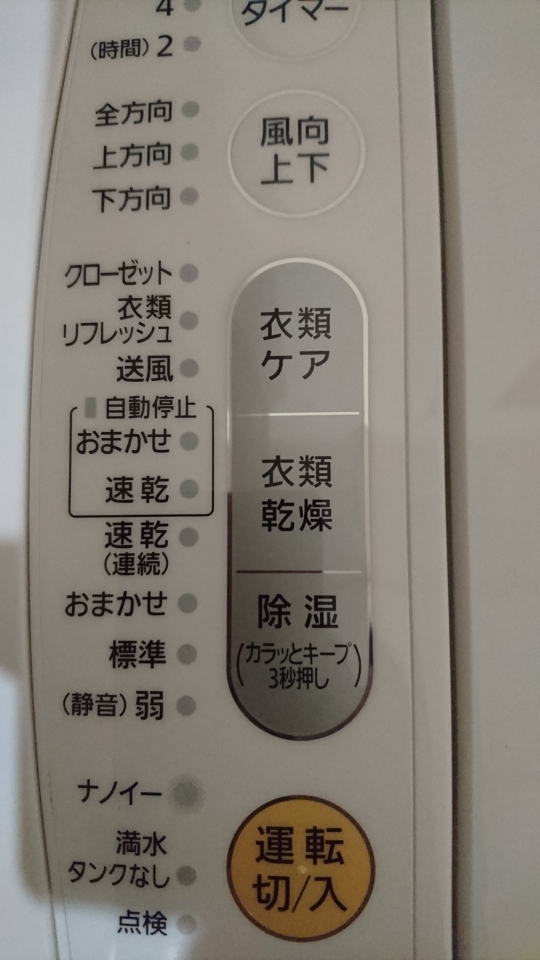 4
タイマー
(時間) 2
全方向
上方向
下方向
風向
上下
クローゼット
衣類
リフレッシュ
送風
衣類
ケア
自動停止
おまかせ
速乾
速乾
(連続)
衣類
乾燥
おまかせ
標準
(静音) 弱
除湿
(カラッとキープ
3秒押し)
ナノイー
満水
タンクなし
点検
運転
切/入